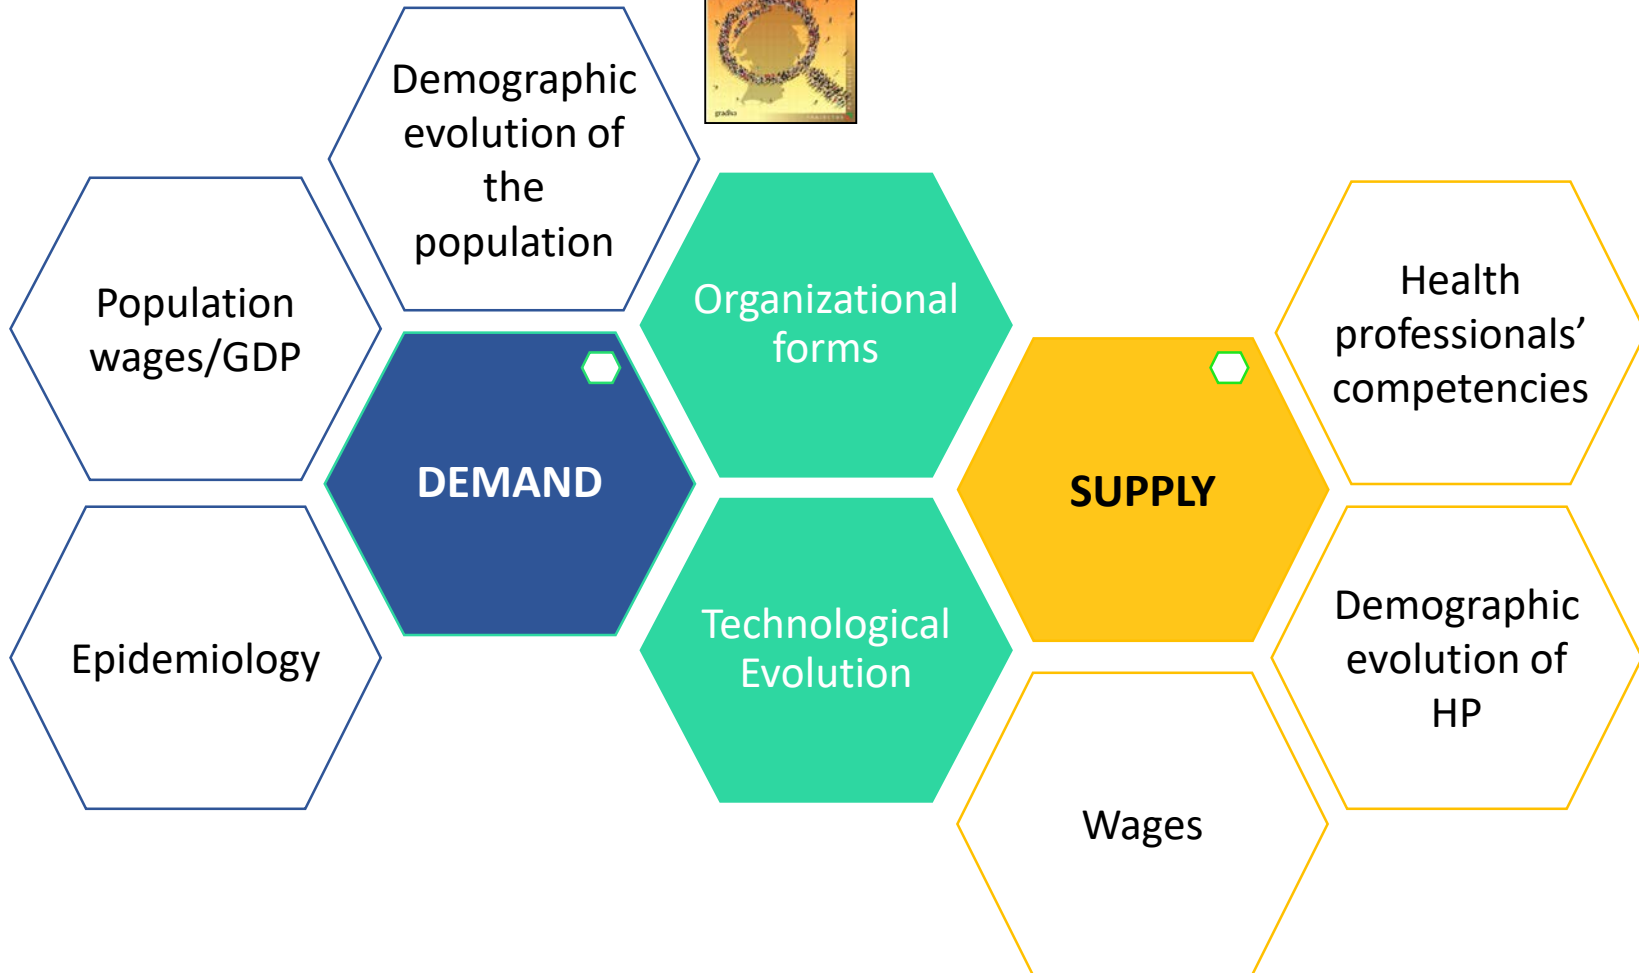 gradiva
Demographic
evolution of
the
population
Population
wages/GDP
Epidemiology
DEMAND
Organizational
forms
Technological
Evolution
SUPPLY
Health
professionals’
competencies
Demographic
evolution of
HP
Wages